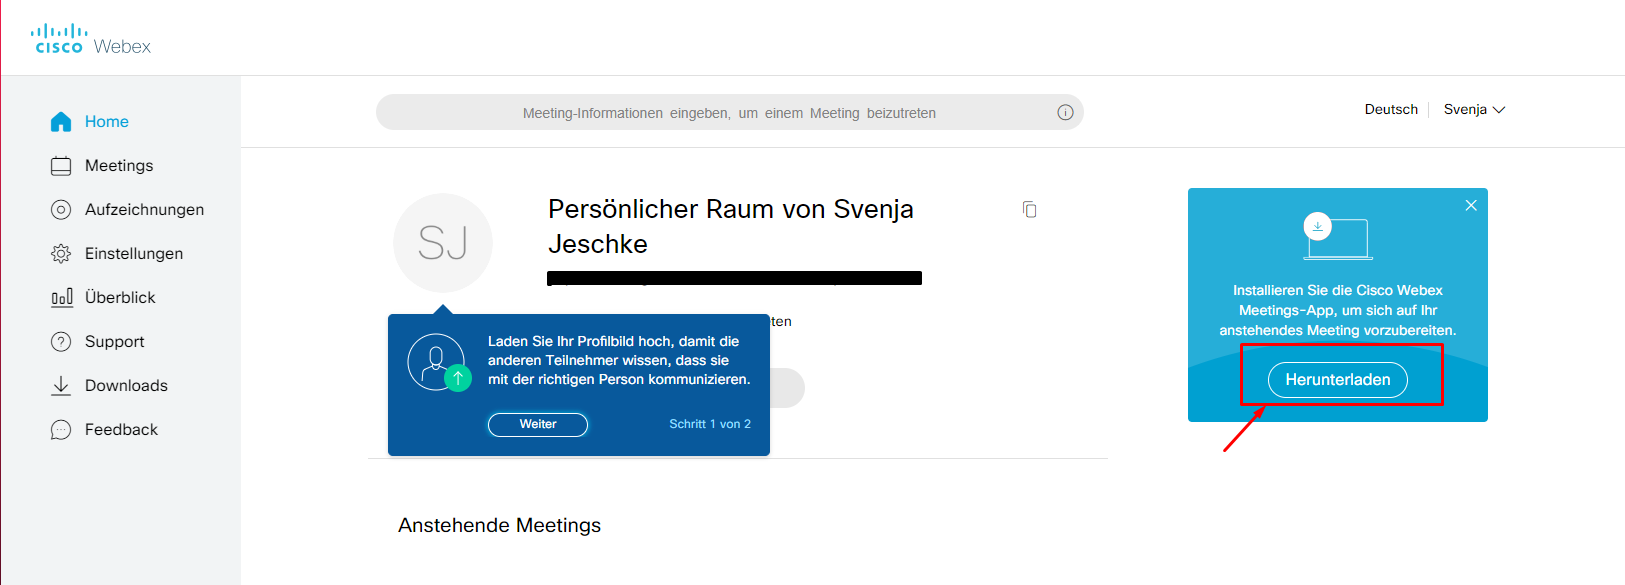 CISCO Webex
Meeting-Informationen eingeben, um einem Meeting beizutreten
Deutsch
Svenja
Home
Meetings
Aufzeichnungen
Einstellungen
Überblick
Support
Downloads
Feedback
SJ
Persönlicher Raum von Svenja
Jeschke
Laden Sie Ihr Profilbild hoch, damit die
anderen Teilnehmer wissen, dass sie
mit der richtigen Person kommunizieren.
Weiter
Schritt 1 von 2
Installieren Sie die Cisco Webex
Meetings-App, um sich auf Ihr
anstehendes Meeting vorzubereiten.
Herunterladen
Anstehende Meetings